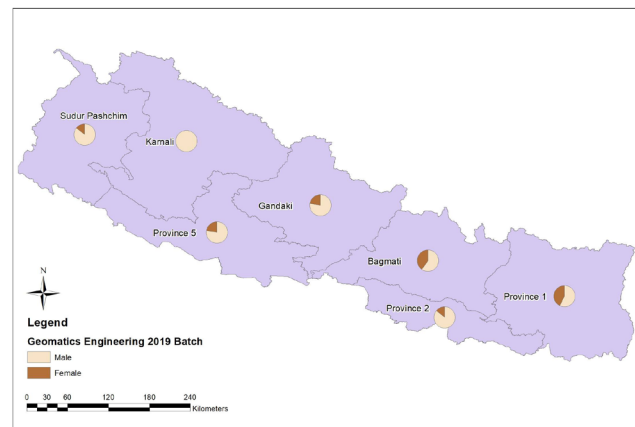 Sudur Pashchim
Karnali
Gandaki
Province 5
Bagmati
Province 1
Province 2
N
Legend
Geomatics Engineering 2019 Batch
Male
Female
0 30 60 120 180 240
Kilometers